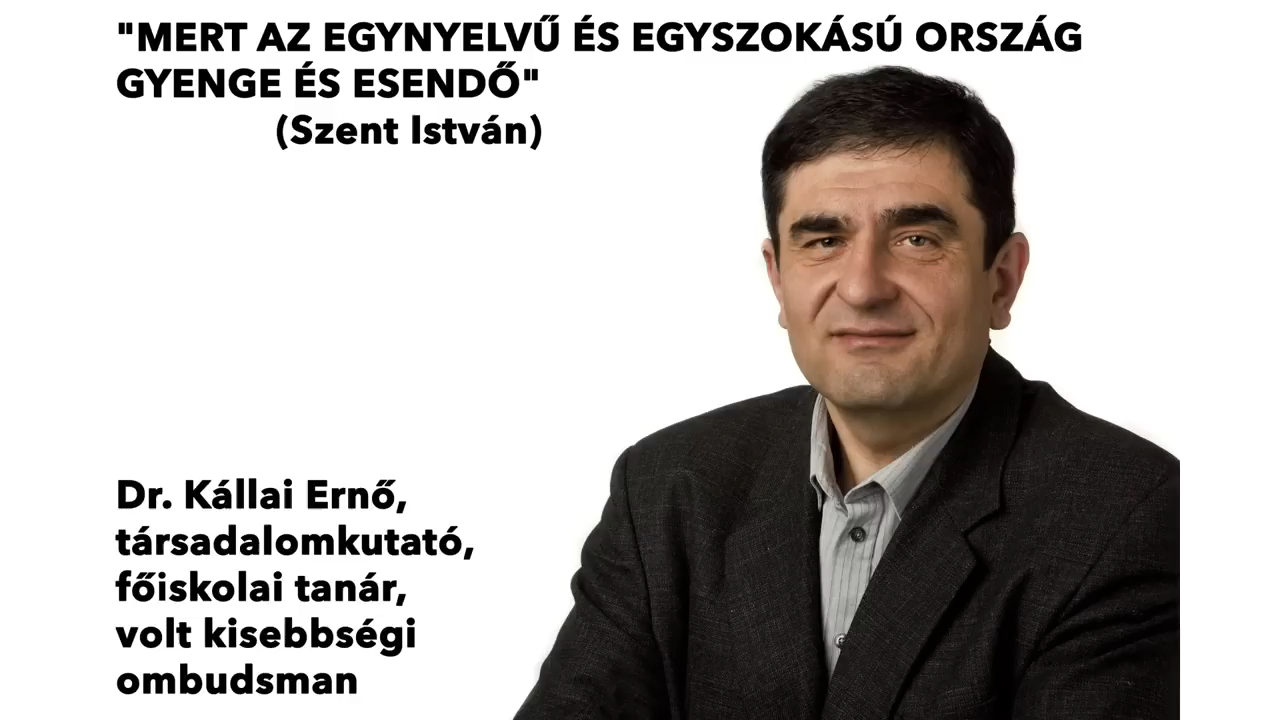 "MERT AZ EGYNYELVŰ ÉS EGYSZOKÁSÚ ORSZÁG
GYENGE ÉS ESENDŐ"
(Szent István)
Dr. Kállai Ernő,
társadalomkutató,
főiskolai tanár,
volt kisebbségi
ombudsman